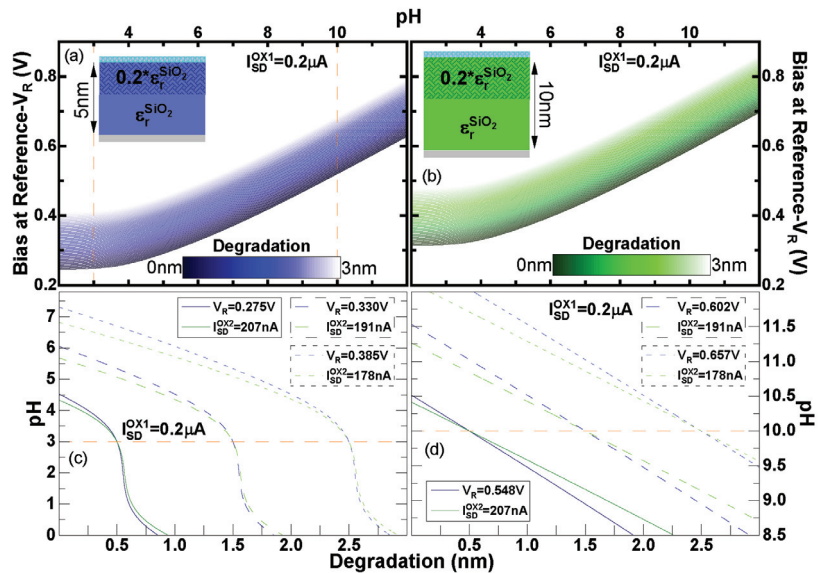 pH
4 6 8 10
4 6 8 10
Bias at Reference-V_R (V)
0.8
0.6
0.4
0.2
(a)
5nm
0.2*ε_r^SiO₂
ε_r^SiO₂
I_SD^OX1=0.2μA
Degradation
0nm 3nm
0.2*ε_r^SiO₂
ε_r^SiO₂
10nm
I_SD^OX1=0.2μA
(b)
Degradation
0nm 3nm
0.8
0.6
0.4
0.2
Bias at Reference-V_R (V)
pH
7
6
5
4
3
2
1
0
V_R=0.275V
I_SD^OX2=207nA
V_R=0.330V
I_SD^OX2=191nA
V_R=0.385V
I_SD^OX2=178nA
I_SD^OX1=0.2μA
(c)
0.5 1.0 1.5 2.0 2.5
I_SD^OX1=0.2μA
V_R=0.602V
I_SD^OX2=191nA
V_R=0.657V
I_SD^OX2=178nA
V_R=0.548V
I_SD^OX2=207nA
(d)
0.5 1.0 1.5 2.0 2.5
11.5
11.0
10.5
10.0
9.5
9.0
8.5
pH
Degradation (nm)